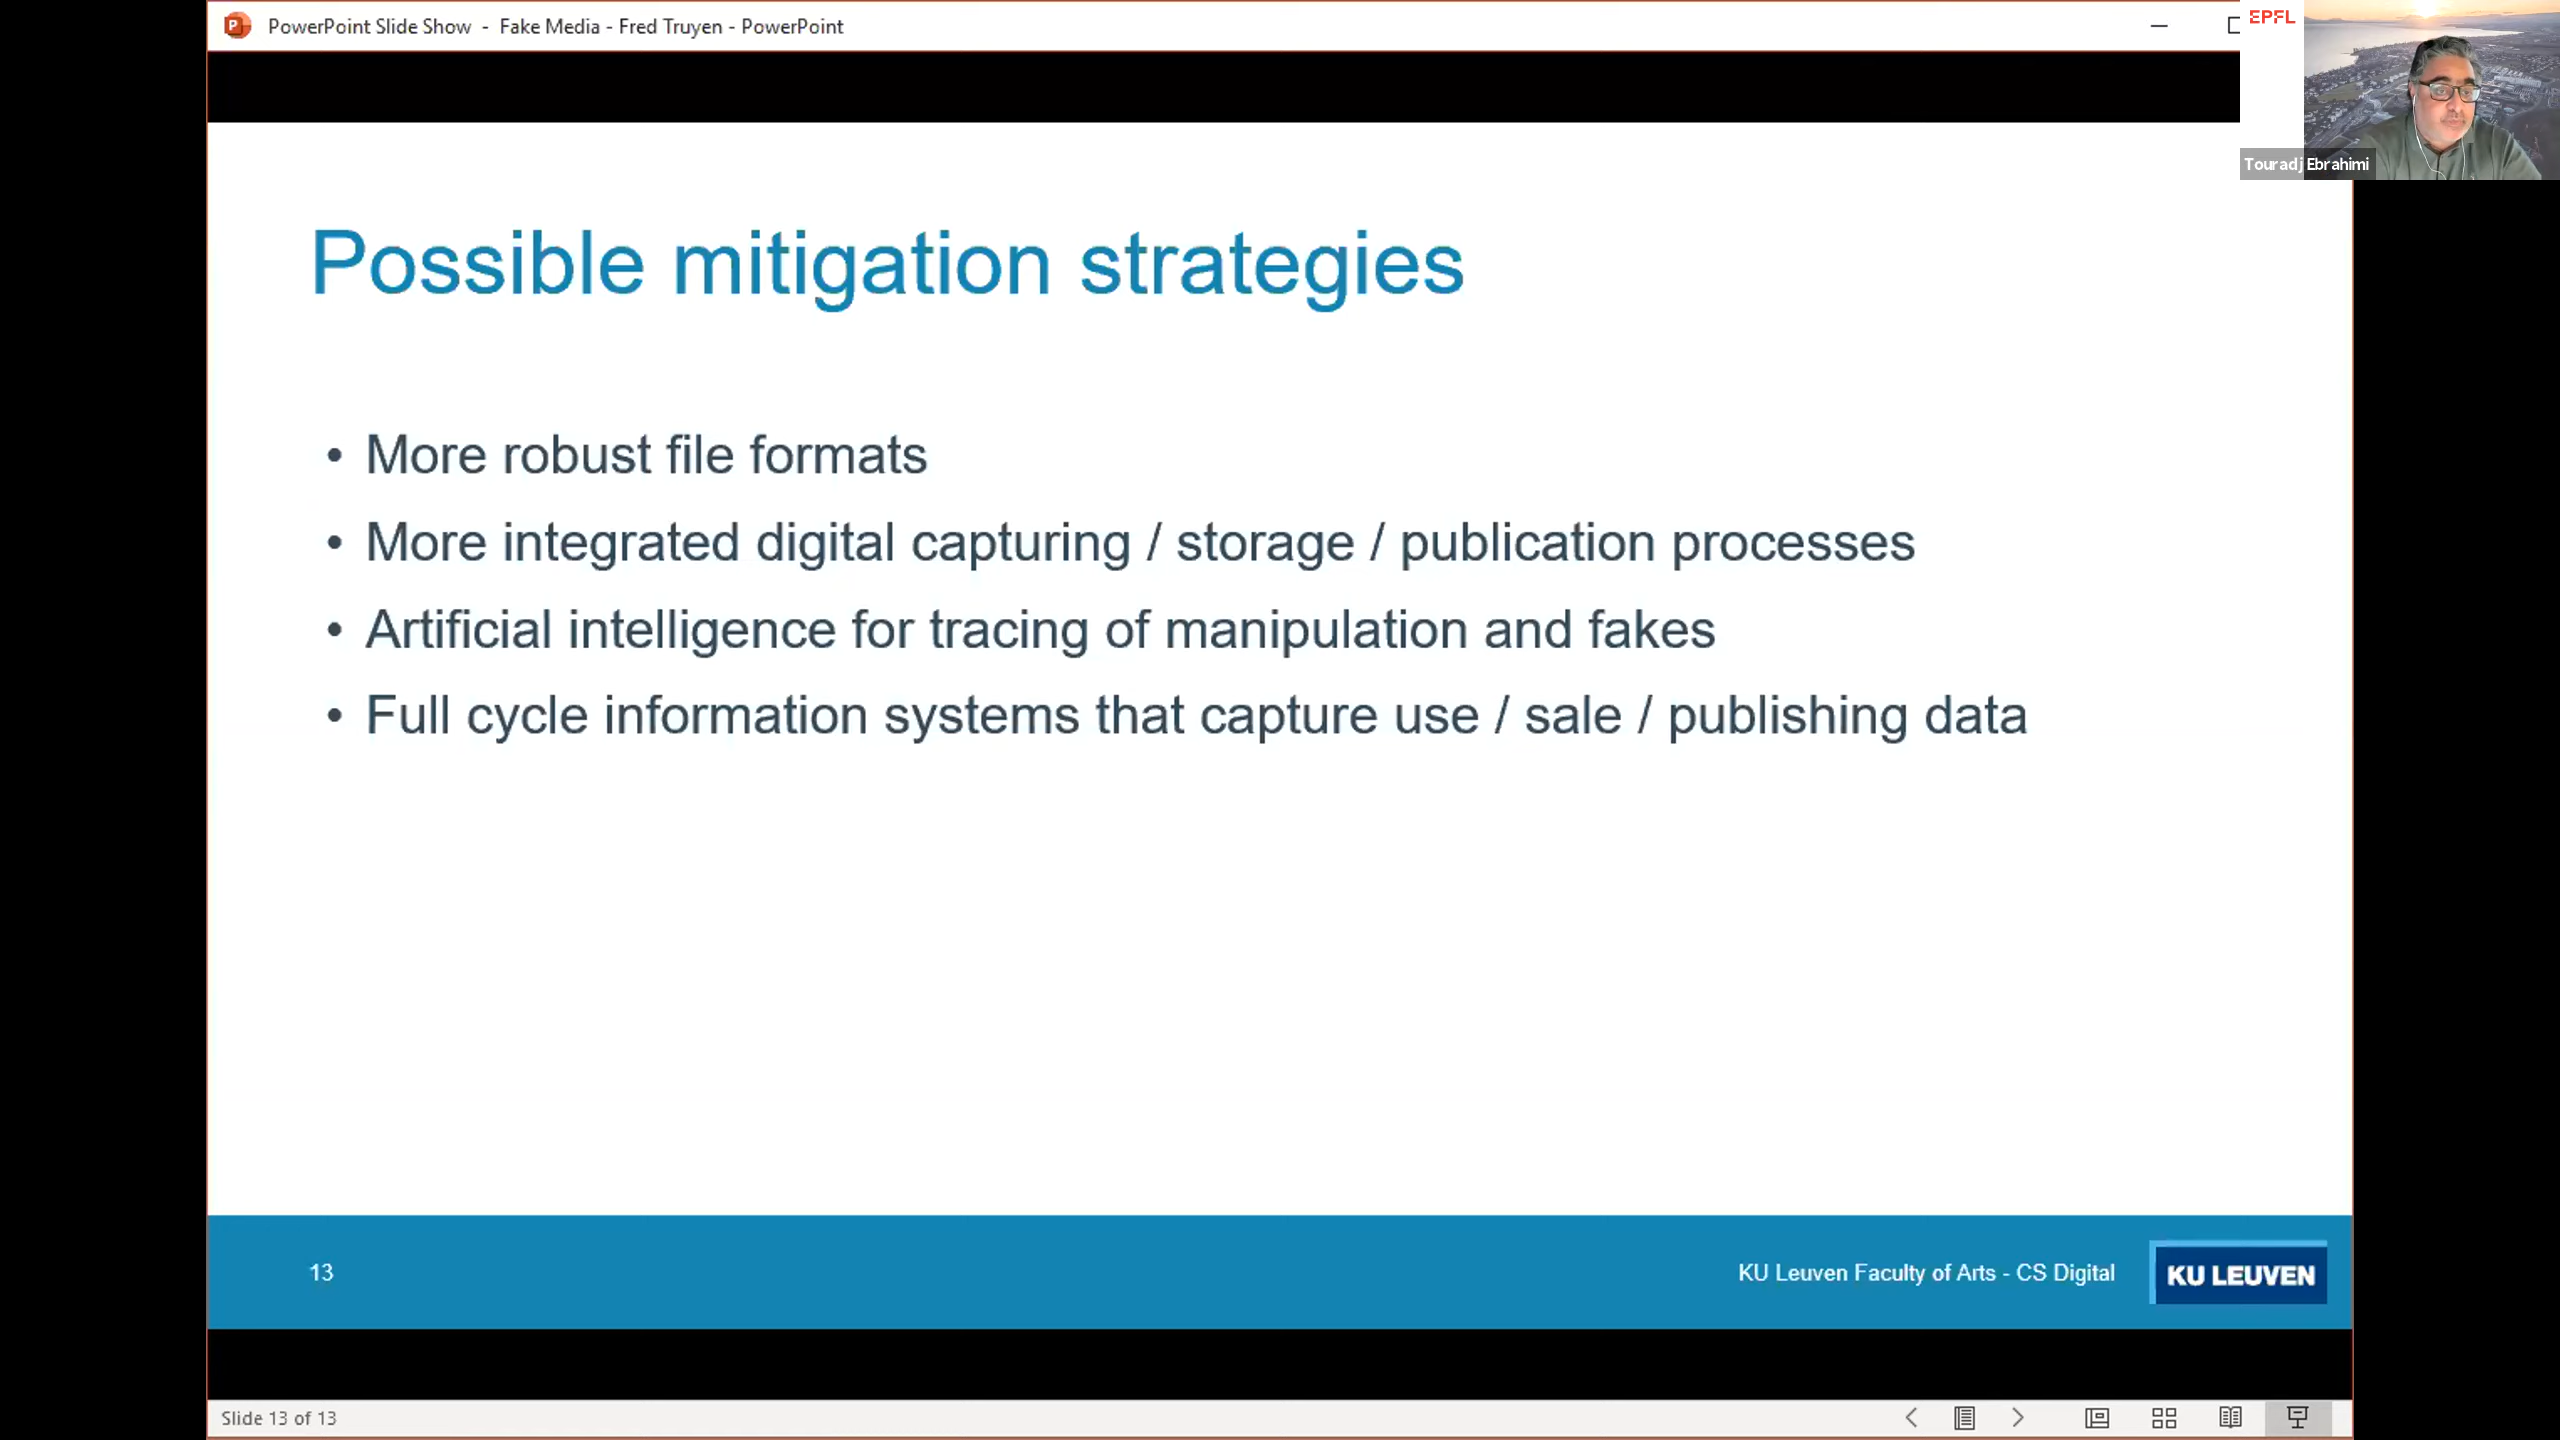 PowerPoint Slide Show - Fake Media - Fred Truyen - PowerPoint
EPFL
Touradj Ebrahimi
Possible mitigation strategies
• More robust file formats
• More integrated digital capturing / storage / publication processes
• Artificial intelligence for tracing of manipulation and fakes
• Full cycle information systems that capture use / sale / publishing data
13
KU Leuven Faculty of Arts - CS Digital
KU LEUVEN
Slide 13 of 13